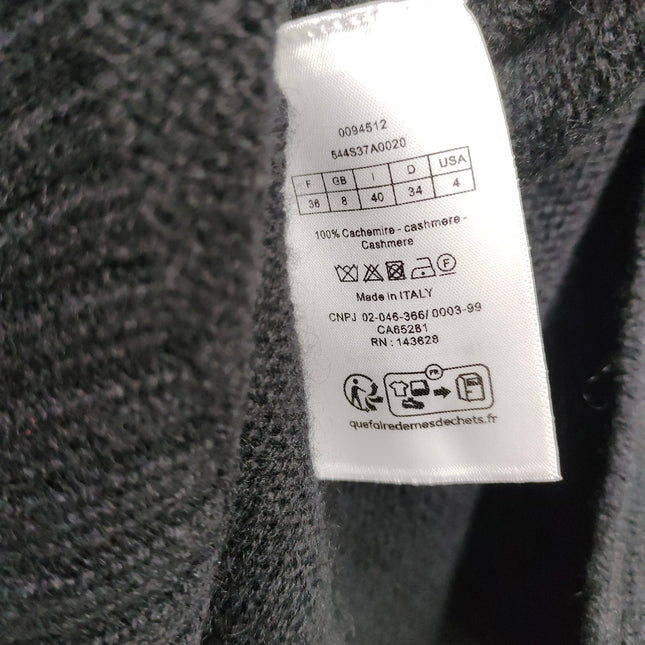 0094512
544S37A0020
F GB I D USA
36 8 40 34 4
100% Cachemire - cashmere -
Cashmere
F
Made in ITALY
CNPJ 02-046-366/ 0003-99
CA65281
RN : 143628
FR
quefairedemesdechets.fr